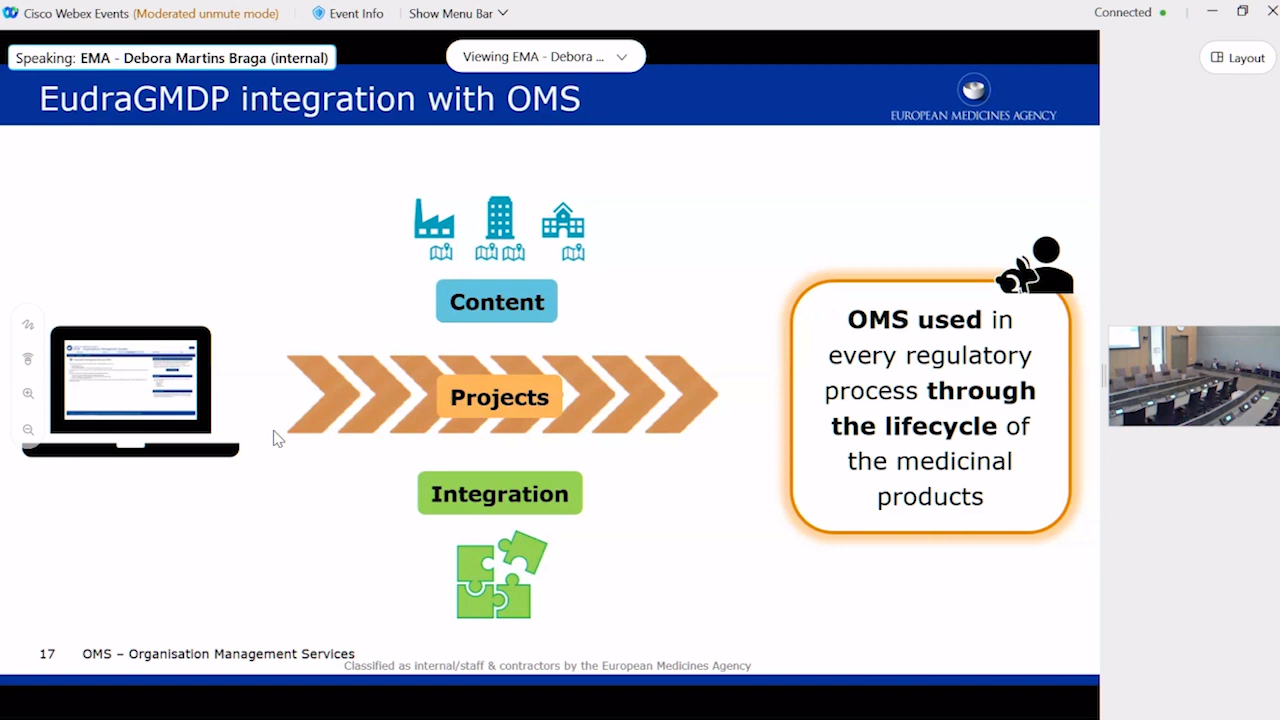 Cisco Webex Events (Moderated unmute mode)
Event Info
Show Menu Bar
Connected
Speaking: EMA - Debora Martins Braga (internal)
Viewing EMA - Debora ...
Layout
EudraGMDP integration with OMS
EUROPEAN MEDICINES AGENCY
Content
Projects
Integration
OMS used in
every regulatory
process through
the lifecycle of
the medicinal
products
17 OMS – Organisation Management Services
Classified as internal/staff & contractors by the European Medicines Agency